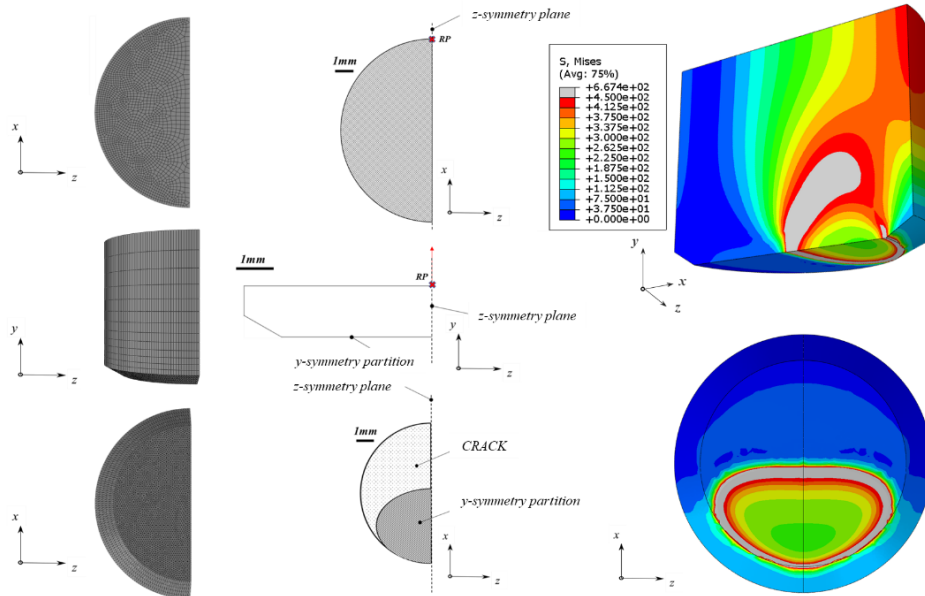 x
z
y
z
x
z
z-symmetry plane
RP
1mm
x
z
1mm
RP
z-symmetry plane
y
y-symmetry partition
z
z-symmetry plane
1mm
CRACK
y-symmetry partition
x
z
S, Mises
(Avg: 75%)
+6.674e+02
+4.500e+02
+4.125e+02
+3.750e+02
+3.375e+02
+3.000e+02
+2.625e+02
+2.250e+02
+1.875e+02
+1.500e+02
+1.125e+02
+7.500e+01
+3.750e+01
+0.000e+00
y
x
z
x
z